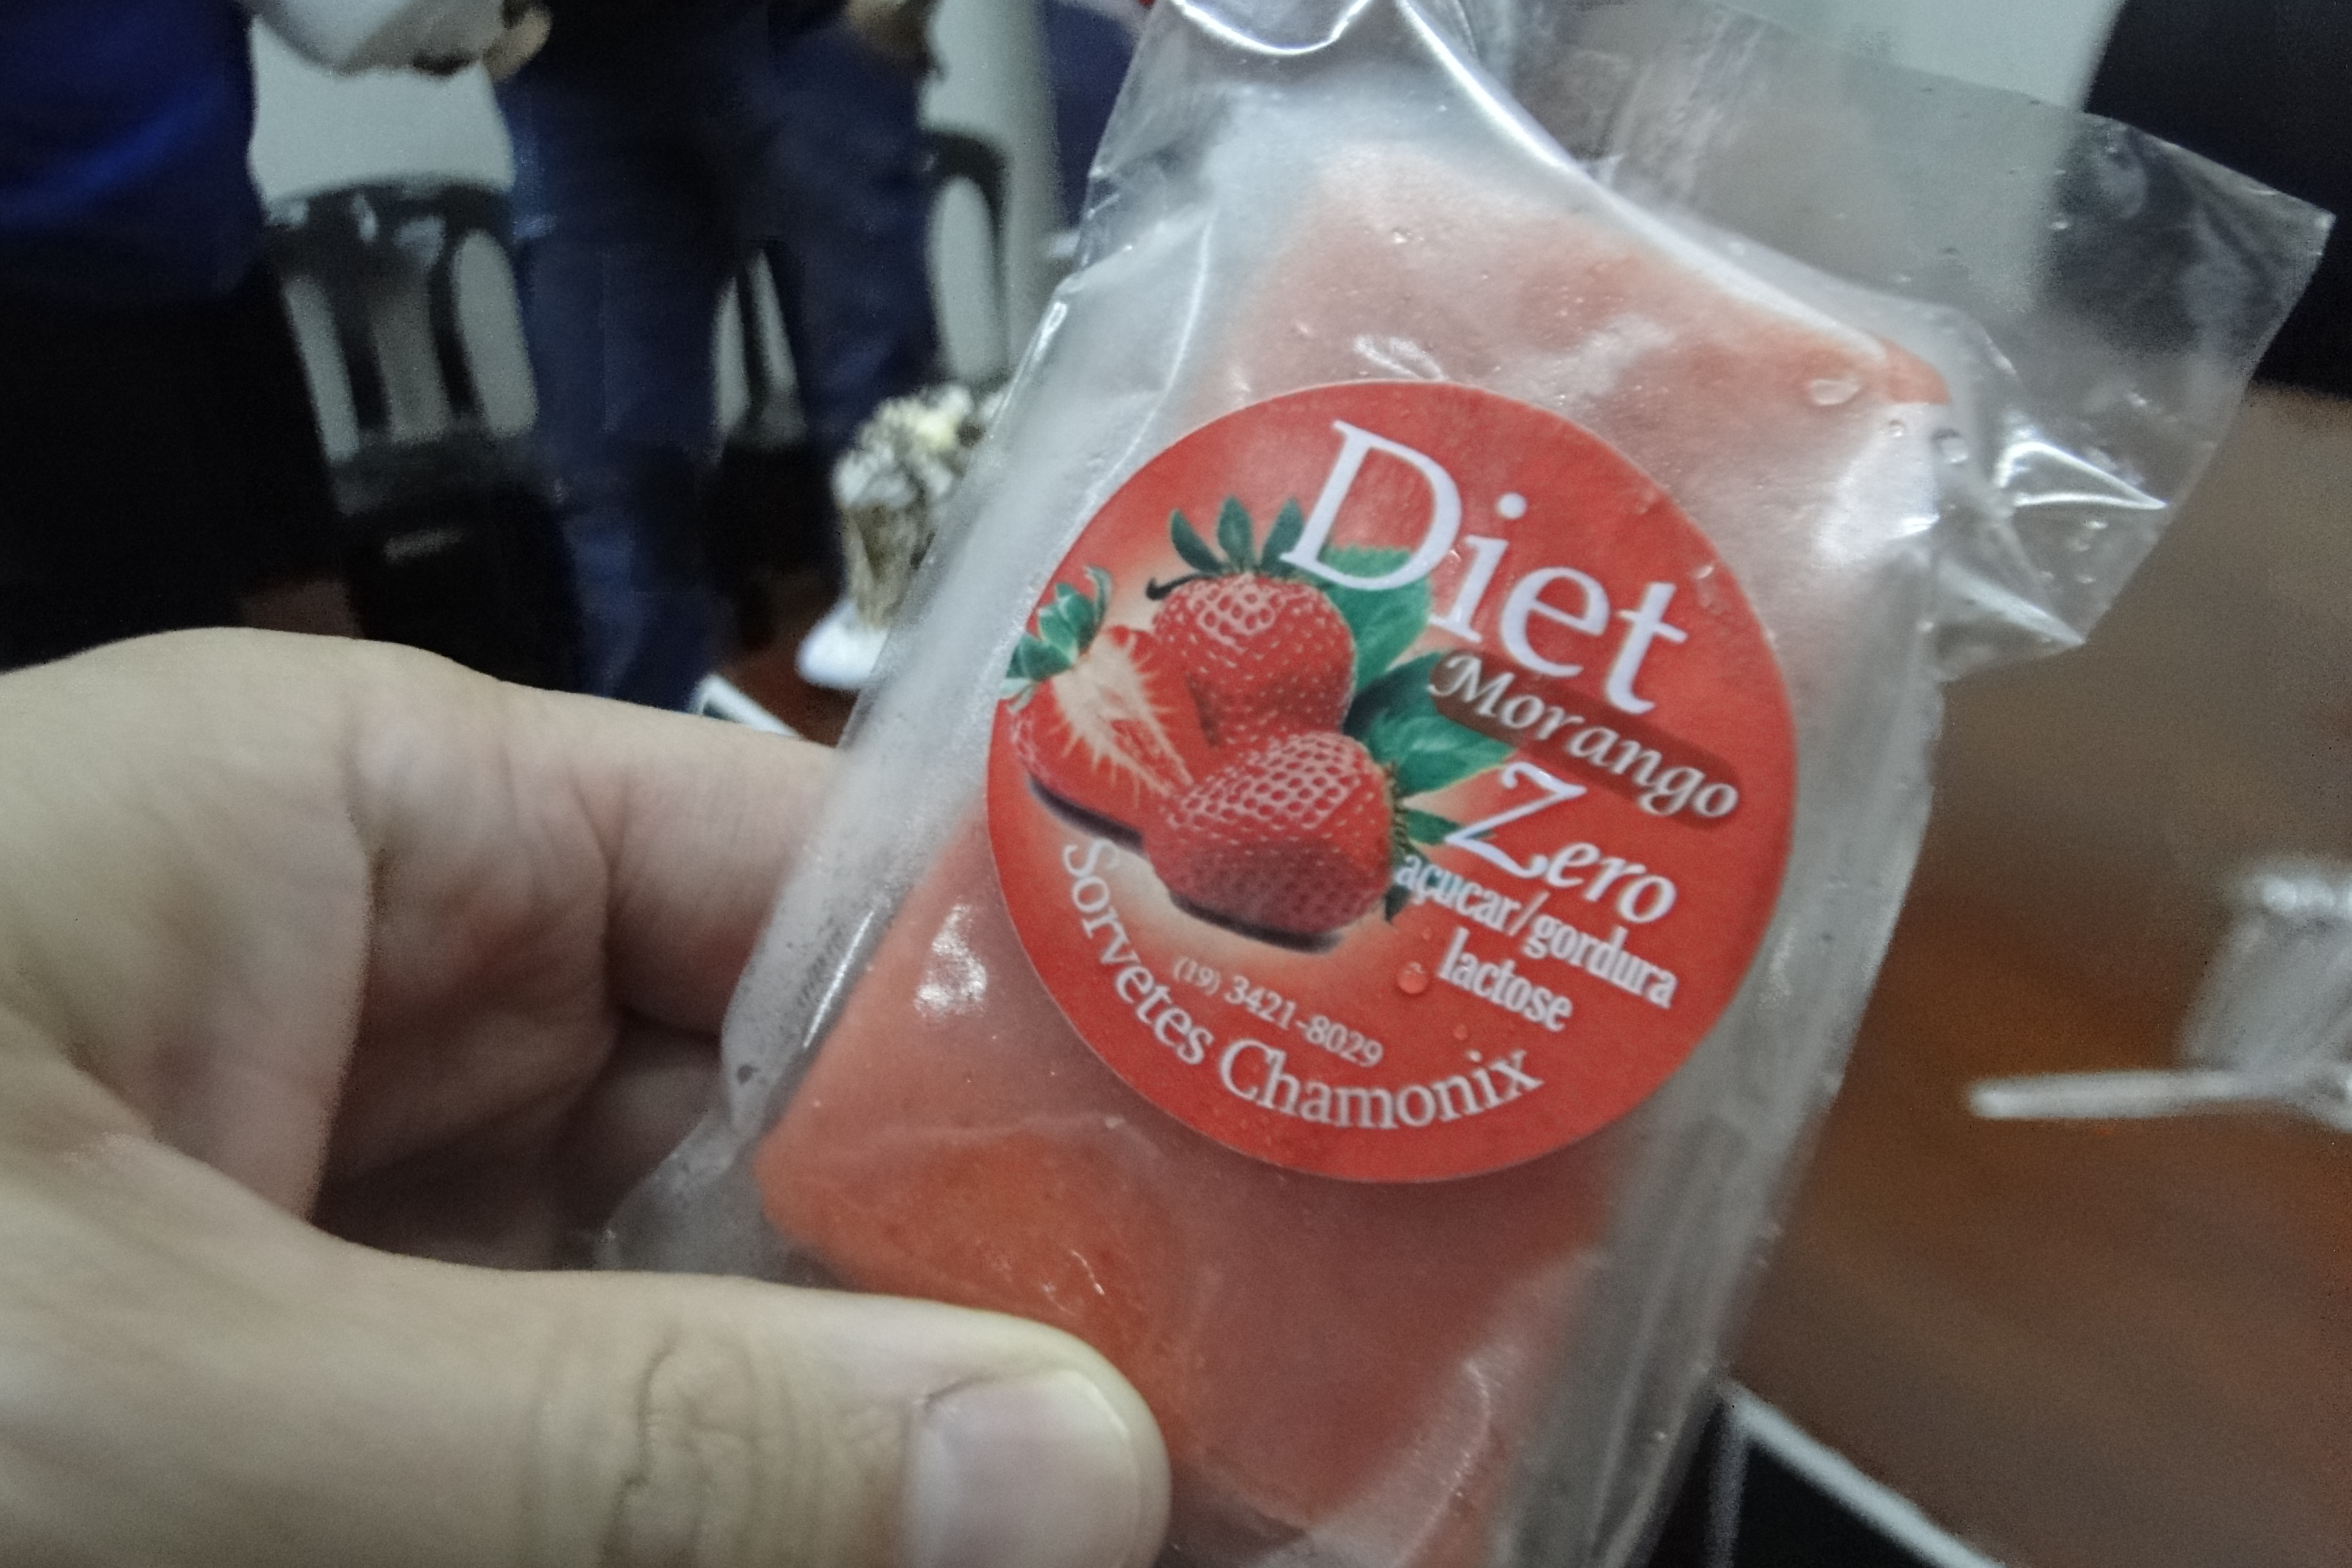 Diet
Morango
Zero
açucar/gordura
lactose
(19) 3421-8029
Sorvetes Chamonix